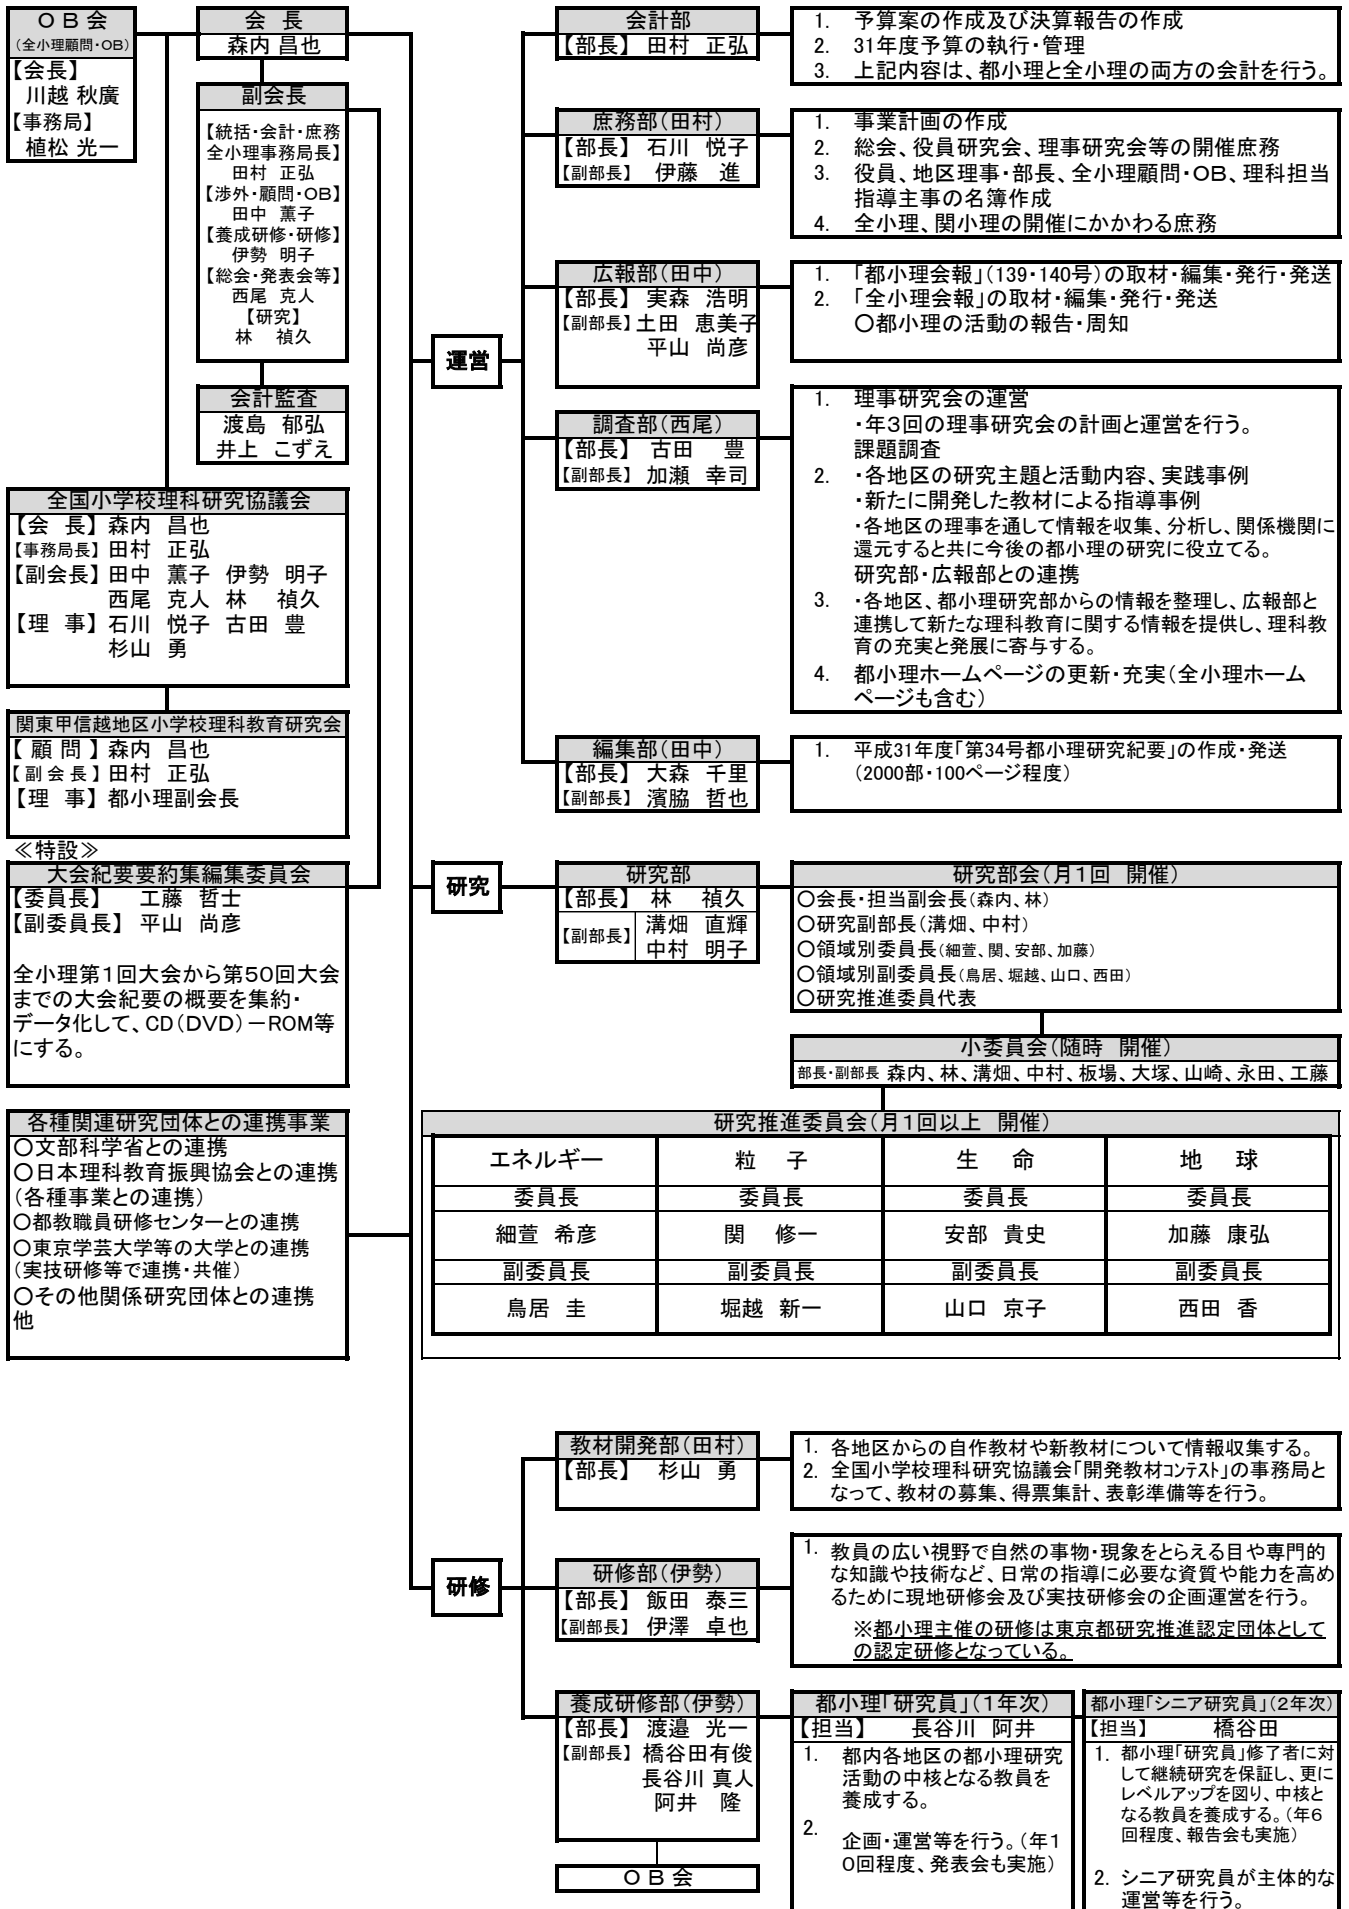 ＯＢ会
(全小理顧問・OB)
【会長】
川越 秋廣
【事務局】
植松 光一
会　長
森内 昌也
副会長
【統括・会計・庶務
全小理事務局長】
田村 正弘
【渉外・顧問・OB】
田中 薫子
【養成研修・研修】
伊勢 明子
【総会・発表会等】
西尾 克人
【研究】
林　禎久
会計監査
渡島 郁弘
井上 こずえ
全国小学校理科研究協議会
【会　長】 森内 昌也
【事務局長】 田村 正弘
【副会長】 田中 薫子 伊勢 明子
西尾 克人 林　禎久
【理　事】 石川 悦子 古田 豊
杉山 勇
関東甲信越地区小学校理科教育研究会
【 顧 問 】 森内 昌也
【 副 会 長 】 田村 正弘
【理　事】 都小理副会長
≪特設≫
大会紀要要約集編集委員会
【委員長】 工藤 哲士
【副委員長】 平山 尚彦
全小理第1回大会から第50回大会
までの大会紀要の概要を集約・
データ化して、CD(DVD)－ROM等
にする。
各種関連研究団体との連携事業
〇文部科学省との連携
〇日本理科教育振興協会との連携
(各種事業との連携)
〇都教職員研修センターとの連携
〇東京学芸大学等の大学との連携
(実技研修等で連携・共催)
〇その他関係研究団体との連携
他
運営
会計部
【部長】 田村 正弘
1. 予算案の作成及び決算報告の作成
2. 31年度予算の執行・管理
3. 上記内容は、都小理と全小理の両方の会計を行う。
庶務部(田村)
【部長】 石川 悦子
【副部長】 伊藤 進
1. 事業計画の作成
2. 総会、役員研究会、理事研究会等の開催庶務
3. 役員、地区理事・部長、全小理顧問・OB、理科担当
指導主事の名簿作成
4. 全小理、関小理の開催にかかわる庶務
広報部(田中)
【部長】 実森 浩明
【副部長】 土田 恵美子
平山 尚彦
1. 「都小理会報」(139・140号)の取材・編集・発行・発送
2. 「全小理会報」の取材・編集・発行・発送
〇都小理の活動の報告・周知
調査部(西尾)
【部長】 古田 豊
【副部長】 加瀬 幸司
1. 理事研究会の運営
・年３回の理事研究会の計画と運営を行う。
課題調査
2. ・各地区の研究主題と活動内容、実践事例
・新たに開発した教材による指導事例
・各地区の理事を通して情報を収集、分析し、関係機関に
還元すると共に今後の都小理の研究に役立てる。
研究部・広報部との連携
3. ・各地区、都小理研究部からの情報を整理し、広報部と
連携して新たな理科教育に関する情報を提供し、理科教
育の充実と発展に寄与する。
4. 都小理ホームページの更新・充実(全小理ホーム
ページも含む)
編集部(田中)
【部長】 大森 千里
【副部長】 濱脇 哲也
1. 平成31年度「第34号都小理研究紀要」の作成・発送
(2000部・100ページ程度)
研究
研究部
【部長】 林　禎久
【副部長】 溝畑 直輝
中村 明子
研究部会(月１回　開催)
〇会長・担当副会長(森内、林)
〇研究副部長(溝畑、中村)
〇領域別委員長(細萱、関、安部、加藤)
〇領域別副委員長(鳥居、堀越、山口、西田)
〇研究推進委員代表
小委員会(随時　開催)
部長・副部長 森内、林、溝畑、中村、板場、大塚、山崎、永田、工藤
研究推進委員会(月１回以上　開催)
エネルギー 粒　子 生　命 地　球
委員長 委員長 委員長 委員長
細萱 希彦 関　修一 安部 貴史 加藤 康弘
副委員長 副委員長 副委員長 副委員長
鳥居 圭 堀越 新一 山口 京子 西田 香
研修
教材開発部(田村)
【部長】 杉山 勇
1. 各地区からの自作教材や新教材について情報収集する。
2. 全国小学校理科研究協議会「開発教材コンテスト」の事務局と
なって、教材の募集、得票集計、表彰準備等を行う。
研修部(伊勢)
【部長】 飯田 泰三
【副部長】 伊澤 卓也
1. 教員の広い視野で自然の事物・現象をとらえる目や専門的
な知識や技術など、日常の指導に必要な資質や能力を高め
るために現地研修会及び実技研修会の企画運営を行う。
※都小理主催の研修は東京都研究推進認定団体として
の認定研修となっている。
養成研修部(伊勢)
【部長】 渡邉 光一
【副部長】 橋谷田有俊
長谷川 真人
阿井 隆
ＯＢ会
都小理「研究員」(１年次)
【担当】 長谷川 阿井
1. 都内各地区の都小理研究
活動の中核となる教員を
養成する。
2. 企画・運営等を行う。(年１
０回程度、発表会も実施)
都小理「シニア研究員」(２年次)
【担当】 橋谷田
1. 都小理「研究員」修了者に対
して継続研究を保証し、更に
レベルアップを図り、中核と
なる教員を養成する。(年６
回程度、報告会も実施)
2. シニア研究員が主体的な
運営等を行う。